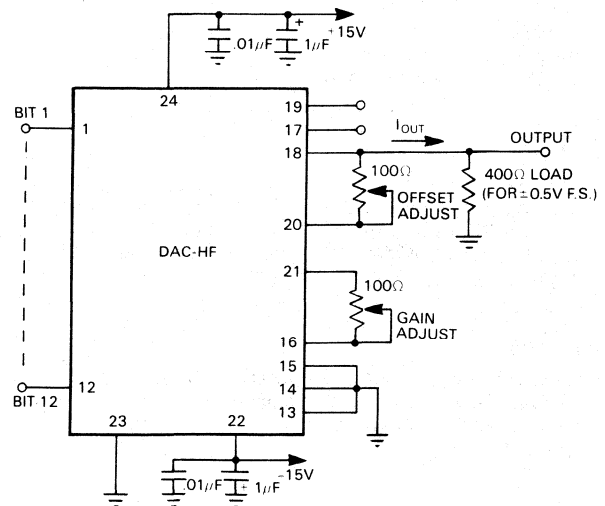 +15V
.01μF
+
1μF
24
BIT 1
1
19
17
18
IOUT
OUTPUT
100Ω
OFFSET
ADJUST
400Ω LOAD
(FOR ±0.5V F.S.)
20
DAC-HF
21
100Ω
GAIN
ADJUST
16
15
14
13
12
BIT 12
23
22
-15V
.01μF
+
1μF